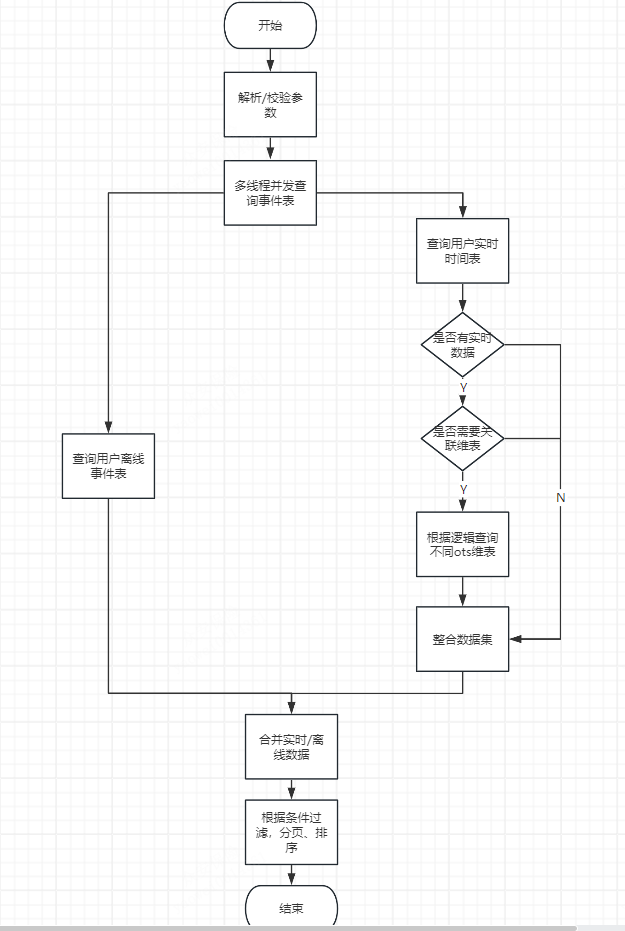 开始
解析/校验参
数
多线程并发查
询事件表
查询用户实时
时间表
是否有实时
数据
Y
是否需要关
联维表
查询用户离线
事件表
Y
N
根据逻辑查询
不同ots维表
整合数据集
合并实时/离
线数据
根据条件过
滤，分页、排
序
结束